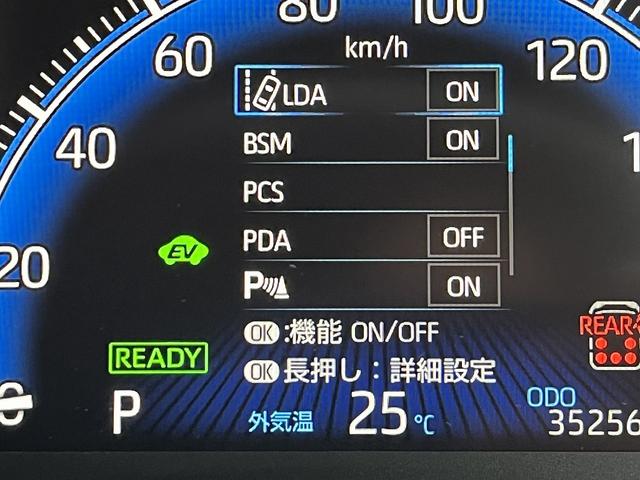 80
100
60
km/h
120
LDA ON
40
BSM ON
PCS
20
EV
PDA OFF
P ON
OK :機能 ON/OFF
REAR
READY
OK 長押し:詳細設定
P
外気温 25℃
ODO
35256